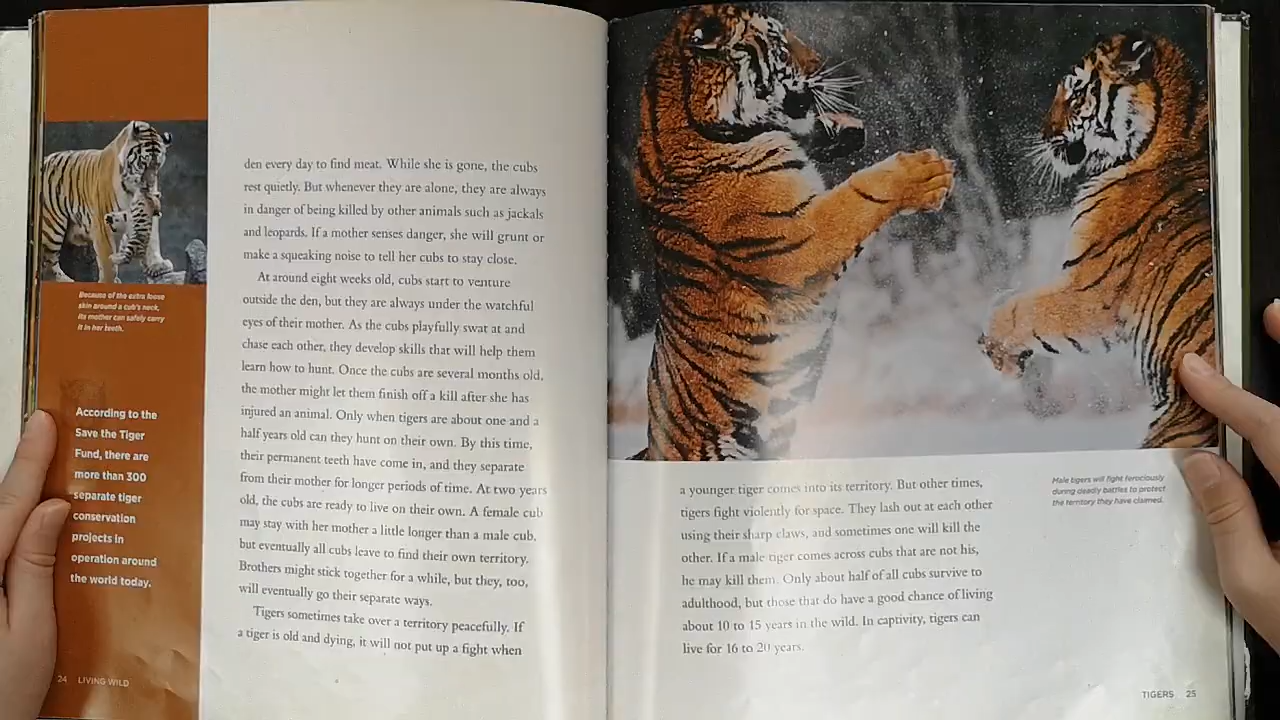 Because of the extra loose
skin around a cub's neck,
its mother can safely carry
it in her teeth.
According to the
Save the Tiger
Fund, there are
more than 300
separate tiger
conservation
projects in
operation around
the world today.
24 LIVING WILD
den every day to find meat. While she is gone, the cubs
rest quietly. But whenever they are alone, they are always
in danger of being killed by other animals such as jackals
and leopards. If a mother senses danger, she will grunt or
make a squeaking noise to tell her cubs to stay close.
At around eight weeks old, cubs start to venture
outside the den, but they are always under the watchful
eyes of their mother. As the cubs playfully swat at and
chase each other, they develop skills that will help them
learn how to hunt. Once the cubs are several months old,
the mother might let them finish off a kill after she has
injured an animal. Only when tigers are about one and a
half years old can they hunt on their own. By this time,
their permanent teeth have come in, and they separate
from their mother for longer periods of time. At two years
old, the cubs are ready to live on their own. A female cub
may stay with her mother a little longer than a male cub,
but eventually all cubs leave to find their own territory.
Brothers might stick together for a while, but they, too,
will eventually go their separate ways.
Tigers sometimes take over a territory peacefully. If
a tiger is old and dying, it will not put up a fight when
a younger tiger comes into its territory. But other times,
tigers fight violently for space. They lash out at each other
using their sharp claws, and sometimes one will kill the
other. If a male tiger comes across cubs that are not his,
he may kill them. Only about half of all cubs survive to
adulthood, but those that do have a good chance of living
about 10 to 15 years in the wild. In captivity, tigers can
live for 16 to 20 years.
Male tigers will fight ferociously
during deadly battles to protect
the territory they have claimed.
TIGERS 25